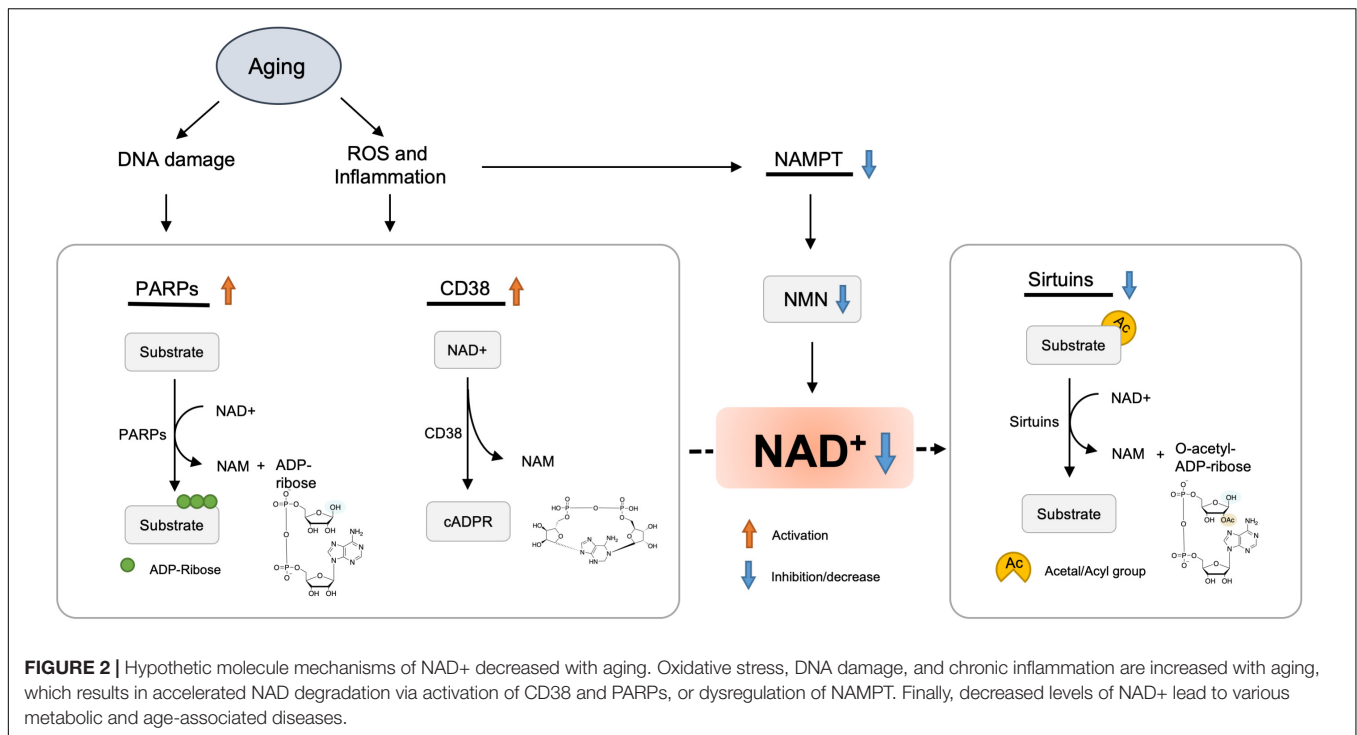 Aging
DNA damage
ROS and
Inflammation
NAMPT
PARPs
Substrate
NAD+
PARPs
NAM + ADP-
ribose
Substrate
ADP-Ribose
CD38
NAD+
CD38
NAM
cADPR
NMN
NAD+
Activation
Inhibition/decrease
Sirtuins
Ac
Substrate
NAD+
Sirtuins
NAM + O-acetyl-
ADP-ribose
Substrate
Ac
Acetal/Acyl group
FIGURE 2 | Hypothetic molecule mechanisms of NAD+ decreased with aging. Oxidative stress, DNA damage, and chronic inflammation are increased with aging,
which results in accelerated NAD degradation via activation of CD38 and PARPs, or dysregulation of NAMPT. Finally, decreased levels of NAD+ lead to various
metabolic and age-associated diseases.